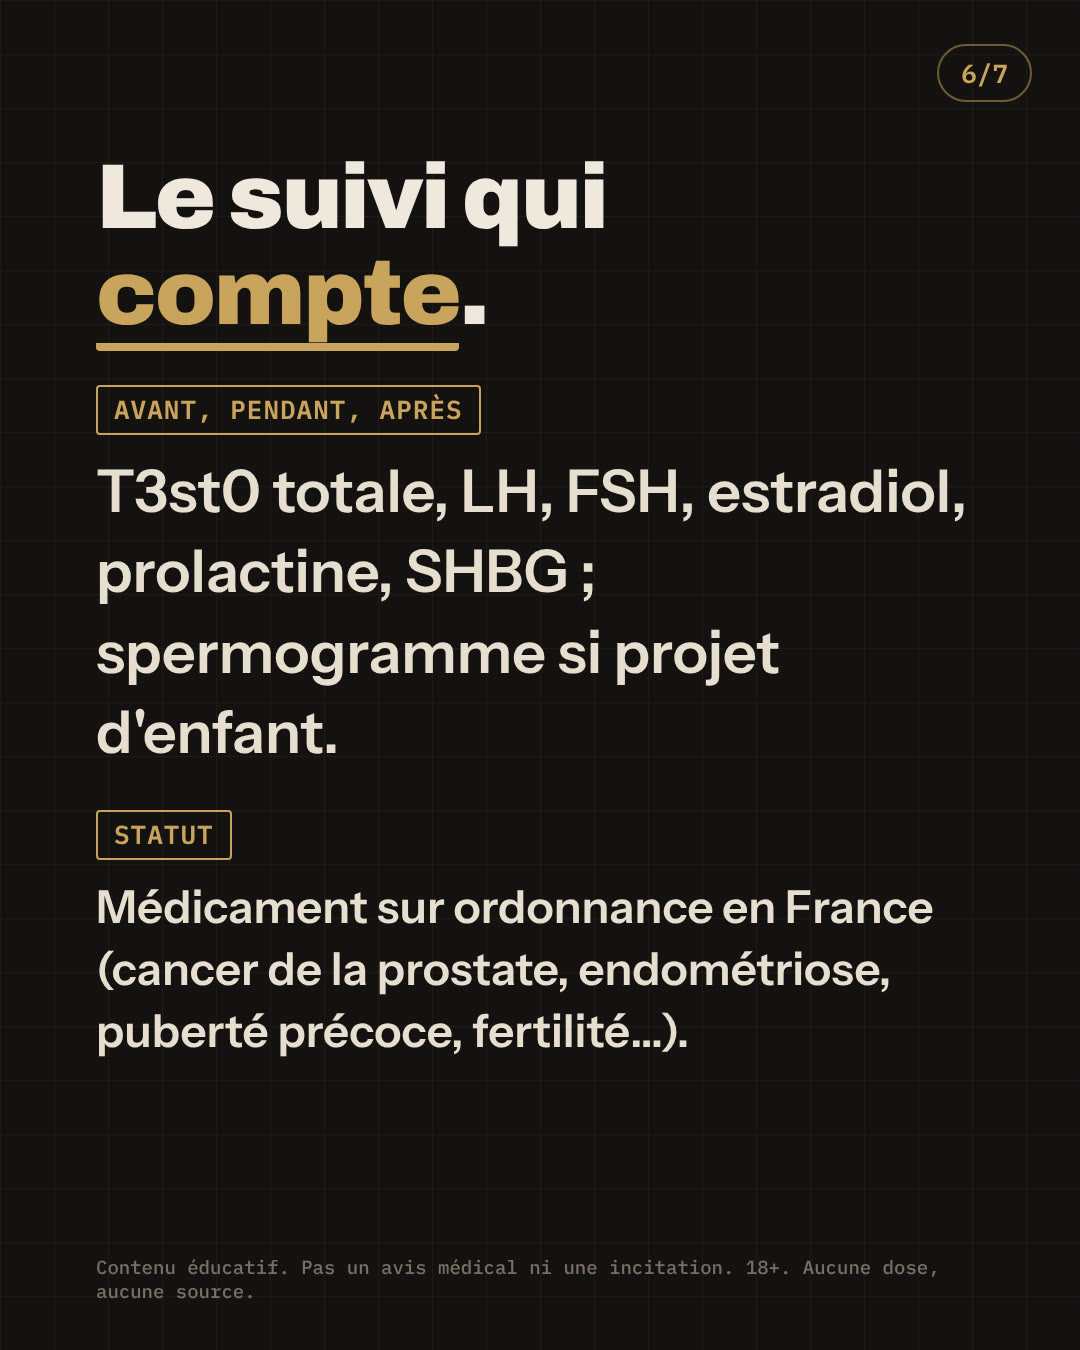 6/7
Le suivi qui
compte.
AVANT, PENDANT, APRÈS
T3st0 totale, LH, FSH, estradiol,
prolactine, SHBG ;
spermogramme si projet
d'enfant.
STATUT
Médicament sur ordonnance en France
(cancer de la prostate, endométriose,
puberté précoce, fertilité...).
Contenu éducatif. Pas un avis médical ni une incitation. 18+. Aucune dose,
aucune source.